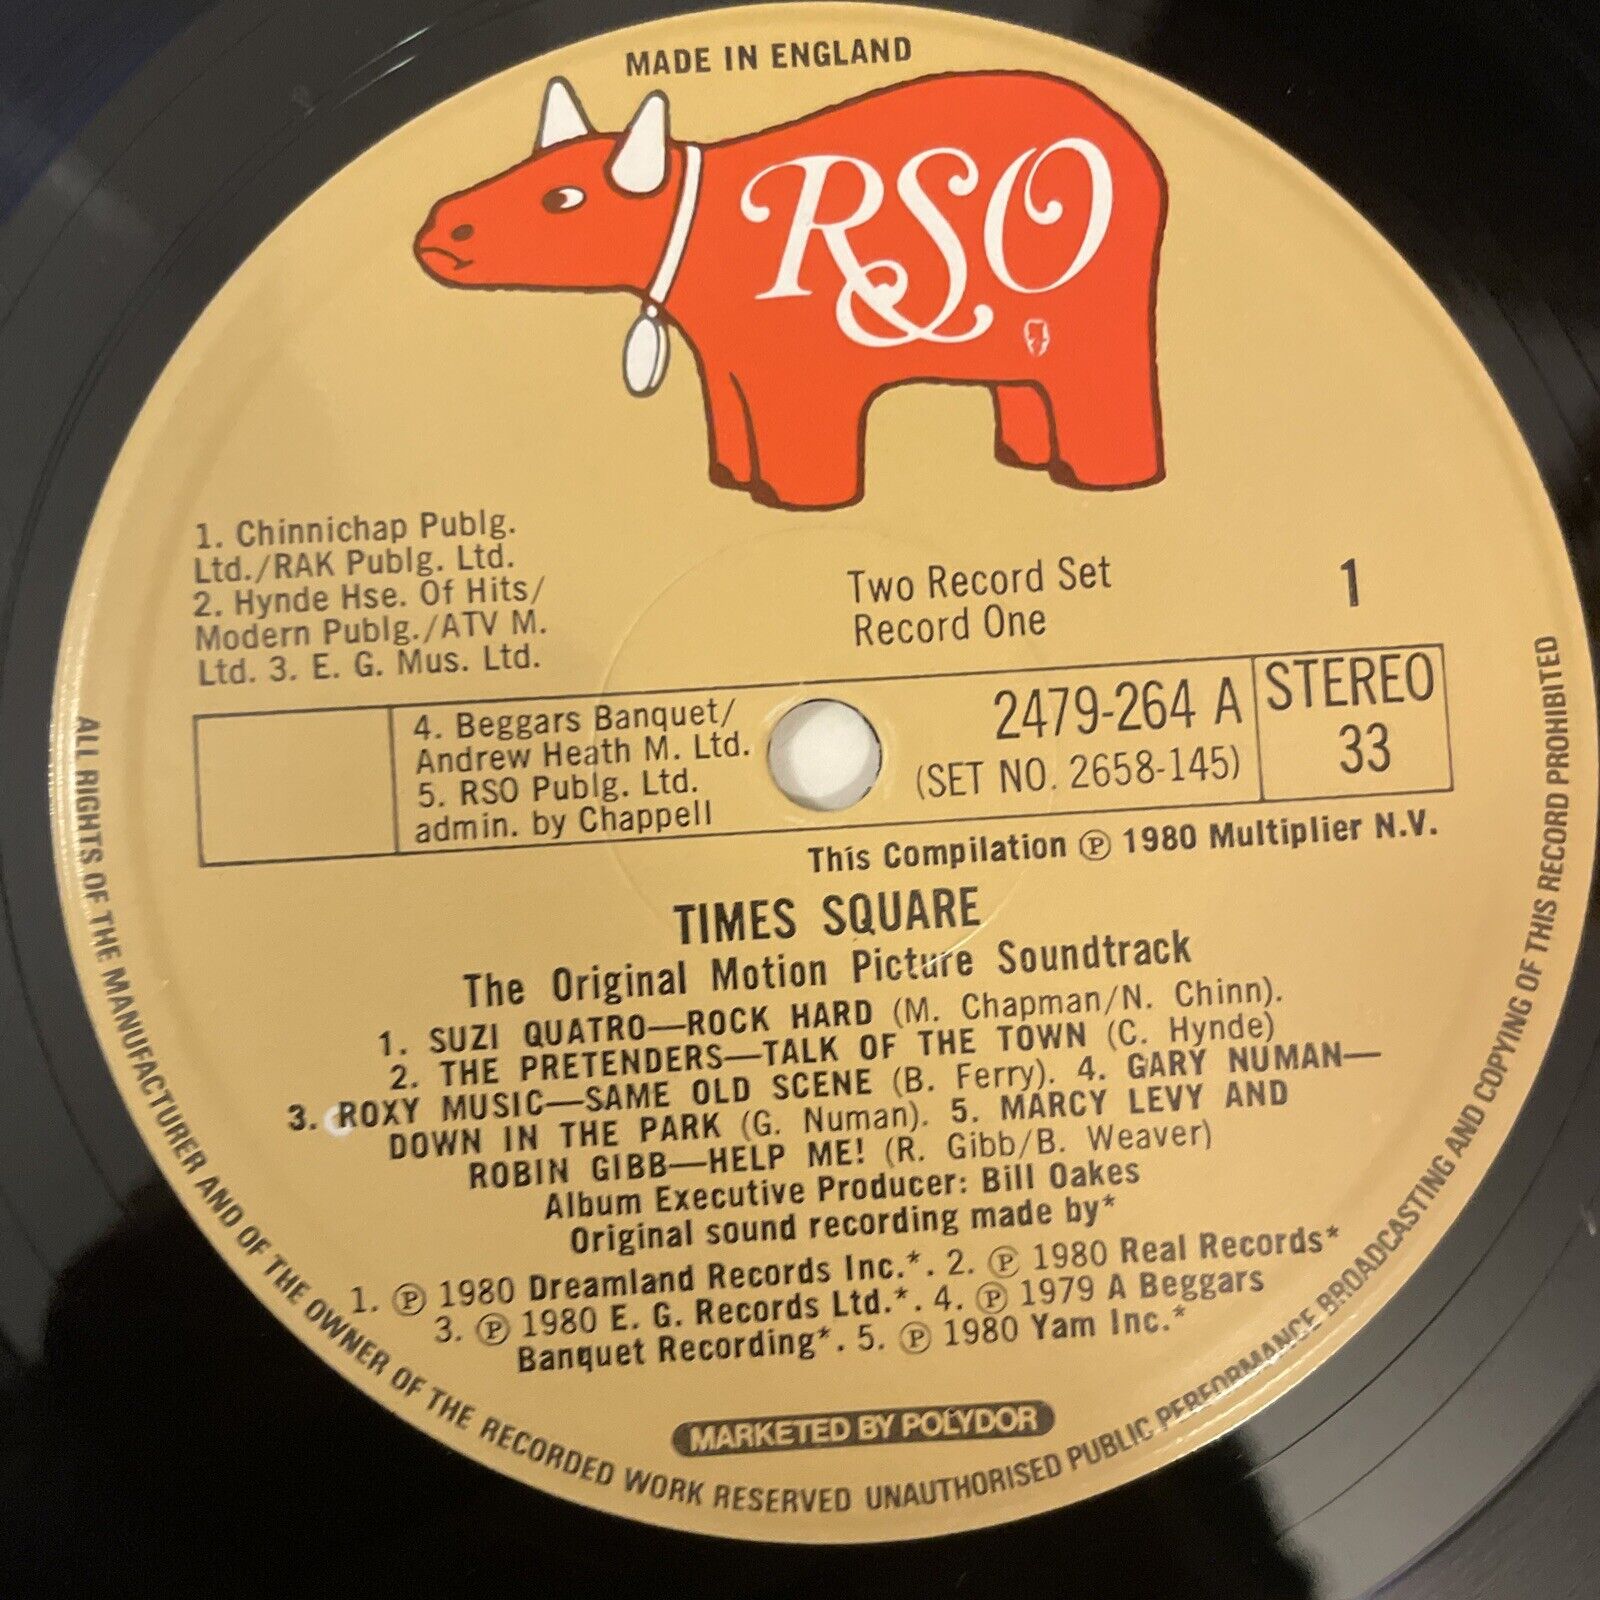 MADE IN ENGLAND
RSO
1. Chinnichap Publg.
Ltd./RAK Publg. Ltd.
2. Hynde Hse. Of Hits/
Modern Publg./ATV M.
Ltd. 3. E. G. Mus. Ltd.
4. Beggars Banquet/
Andrew Heath M. Ltd.
5. RSO Publg. Ltd.
admin. by Chappell
Two Record Set
Record One
1
2479-264 A
(SET NO. 2658-145)
STEREO
33
This Compilation ℗ 1980 Multiplier N.V.
TIMES SQUARE
The Original Motion Picture Soundtrack
1. SUZI QUATRO—ROCK HARD (M. Chapman/N. Chinn).
2. THE PRETENDERS—TALK OF THE TOWN (C. Hynde)
3. ROXY MUSIC—SAME OLD SCENE (B. Ferry). 4. GARY NUMAN—
DOWN IN THE PARK (G. Numan). 5. MARCY LEVY AND
ROBIN GIBB—HELP ME! (R. Gibb/B. Weaver)
Album Executive Producer: Bill Oakes
Original sound recording made by*
1. ℗ 1980 Dreamland Records Inc.*. 2. ℗ 1980 Real Records*
3. ℗ 1980 E. G. Records Ltd.*. 4. ℗ 1979 A Beggars
Banquet Recording*. 5. ℗ 1980 Yam Inc.*
MARKETED BY POLYDOR
ALL RIGHTS OF THE MANUFACTURER AND OF THE OWNER OF THE RECORDED WORK RESERVED UNAUTHORISED PUBLIC PERFORMANCE BROADCASTING AND COPYING OF THIS RECORD PROHIBITED